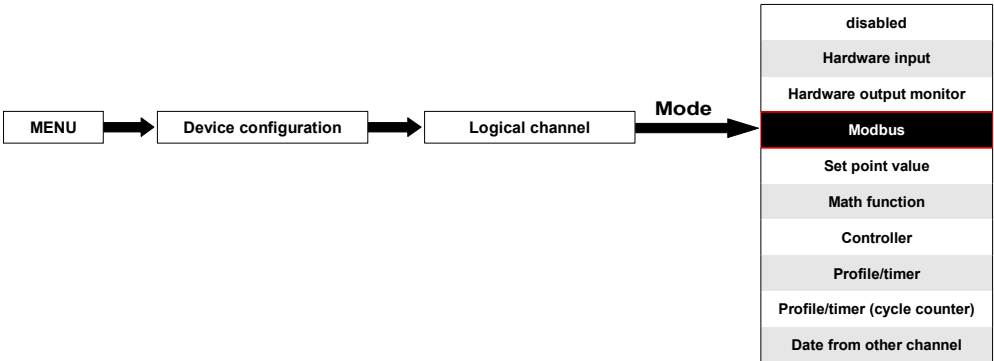 MENU
Device configuration
Logical channel
Mode
disabled
Hardware input
Hardware output monitor
Modbus
Set point value
Math function
Controller
Profile/timer
Profile/timer (cycle counter)
Date from other channel